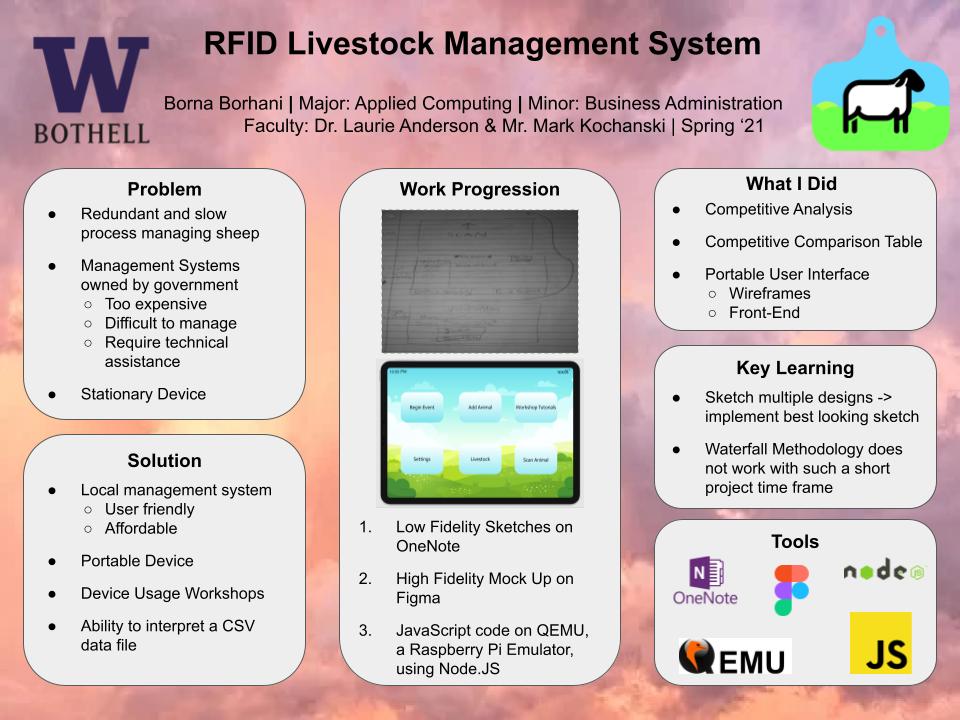 W
BOTHELL
RFID Livestock Management System
Borna Borhani | Major: Applied Computing | Minor: Business Administration
Faculty: Dr. Laurie Anderson & Mr. Mark Kochanski | Spring ‘21
Problem
● Redundant and slow
process managing sheep
● Management Systems
owned by government
○ Too expensive
○ Difficult to manage
○ Require technical
assistance
● Stationary Device
Solution
● Local management system
○ User friendly
○ Affordable
● Portable Device
● Device Usage Workshops
● Ability to interpret a CSV
data file
Work Progression
SCAN
Begin Event
Add Animal
Workshop Tutorials
Settings
Livestock
Scan Animal
1. Low Fidelity Sketches on
OneNote
2. High Fidelity Mock Up on
Figma
3. JavaScript code on QEMU,
a Raspberry Pi Emulator,
using Node.JS
What I Did
● Competitive Analysis
● Competitive Comparison Table
● Portable User Interface
○ Wireframes
○ Front-End
Key Learning
● Sketch multiple designs ->
implement best looking sketch
● Waterfall Methodology does
not work with such a short
project time frame
Tools
N
OneNote
node
JS
QEMU
JS